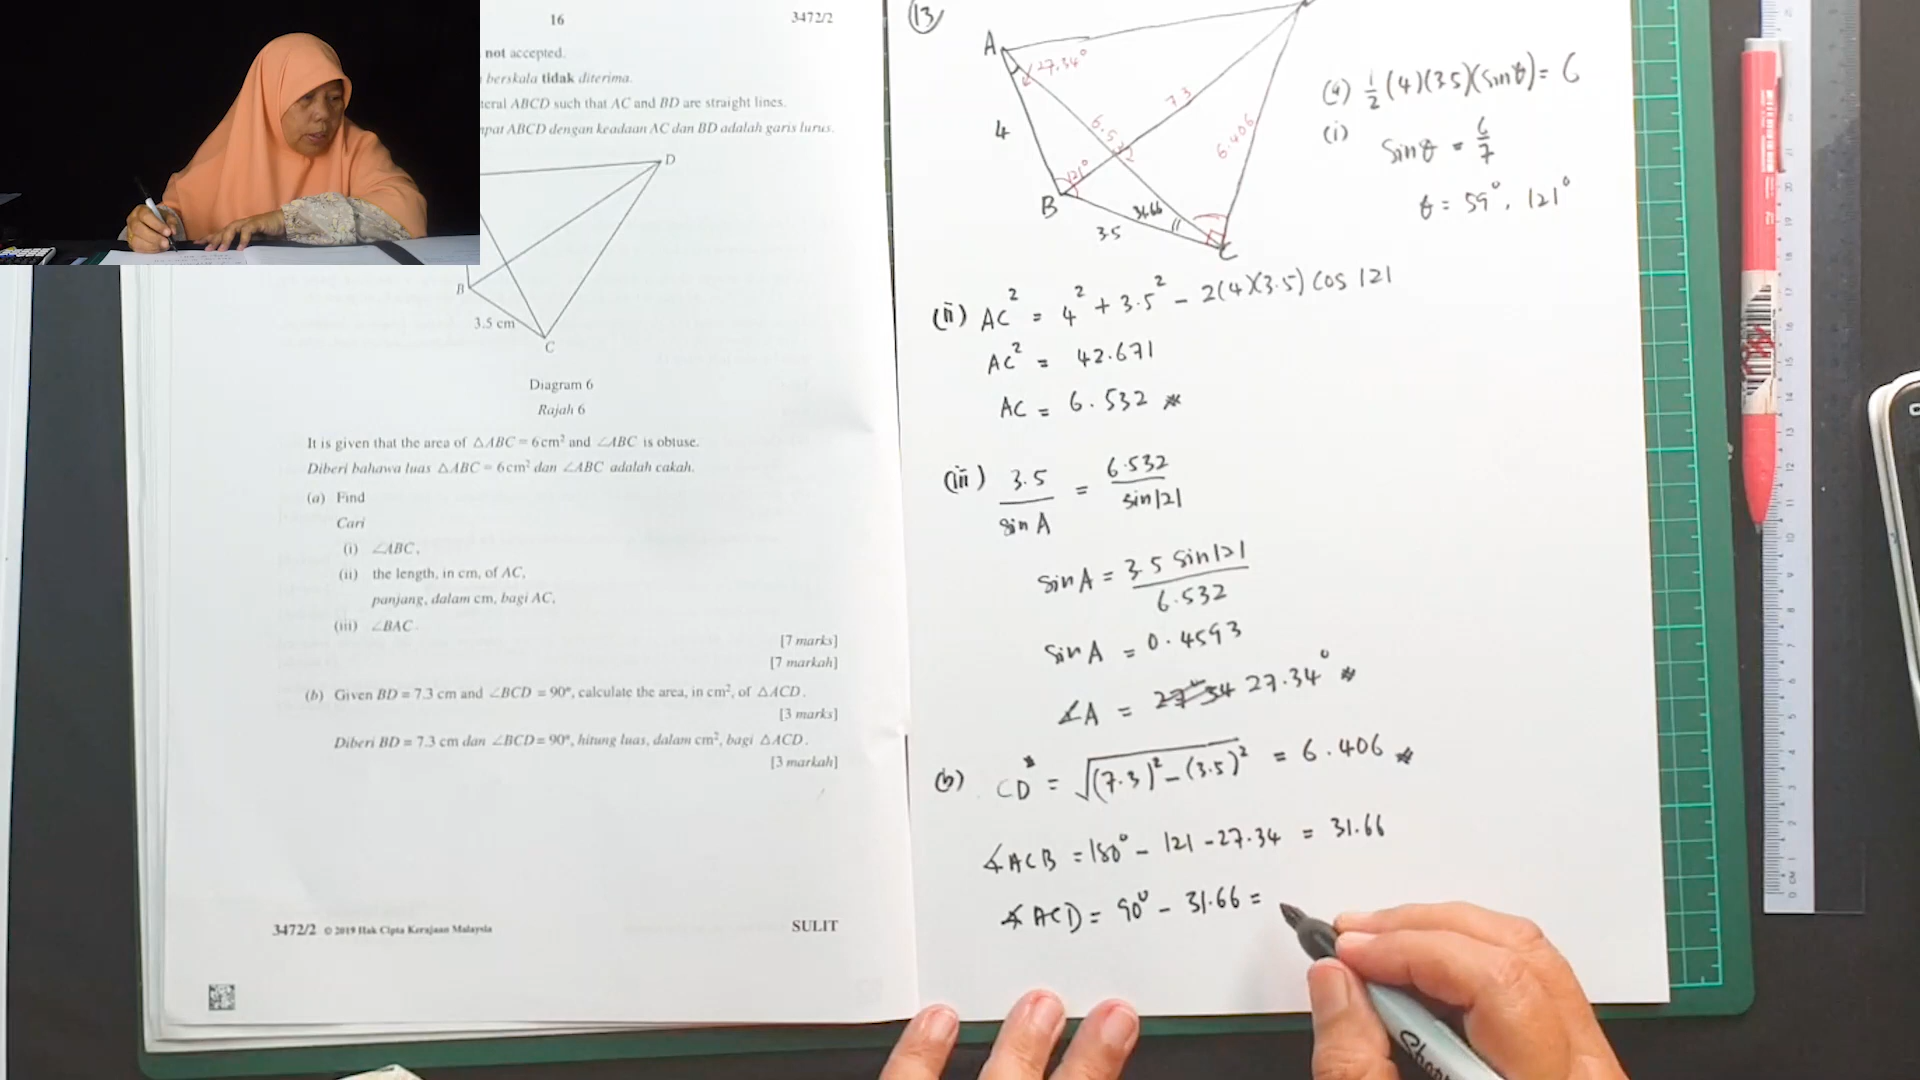 16 3472/2
not accepted.
berskala tidak diterima.
teral ABCD such that AC and BD are straight lines.
pat ABCD dengan keadaan AC dan BD adalah garis lurus.
D
B
3.5 cm
C
Diagram 6
Rajah 6
It is given that the area of △ABC = 6 cm² and ∠ABC is obtuse.
Diberi bahawa luas △ABC = 6 cm² dan ∠ABC adalah cakah.
(a) Find
Cari
(i) ∠ABC,
(ii) the length, in cm, of AC,
panjang, dalam cm, bagi AC,
(iii) ∠BAC.
[7 marks]
[7 markah]
(b) Given BD = 7.3 cm and ∠BCD = 90°, calculate the area, in cm², of △ACD.
[3 marks]
Diberi BD = 7.3 cm dan ∠BCD = 90°, hitung luas, dalam cm², bagi △ACD.
[3 markah]
3472/2 © 2019 Hak Cipta Kerajaan Malaysia SULIT
13
A
27.34°
4
6.532
7.3
6.406
121°
B
31.66
3.5
C
(i) sin θ = 6/7
θ = 59°, 121°
(ii) AC² = 4² + 3.5² - 2(4)(3.5) cos 121
AC² = 42.671
AC = 6.532 *
(iii) 3.5 / sin A = 6.532 / sin 121
sin A = 3.5 sin 121 / 6.532
sin A = 0.4593
∡A = 27.34° *
(b) CD = √(7.3)² - (3.5)² = 6.406 *
∡ACB = 180° - 121 - 27.34 = 31.66
∡ACD = 90° - 31.66 =